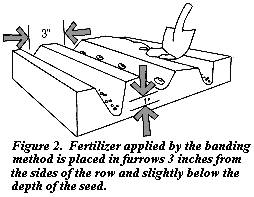 3"
1"
Figure 2. Fertilizer applied by the banding
method is placed in furrows 3 inches from
the sides of the row and slightly below the
depth of the seed.